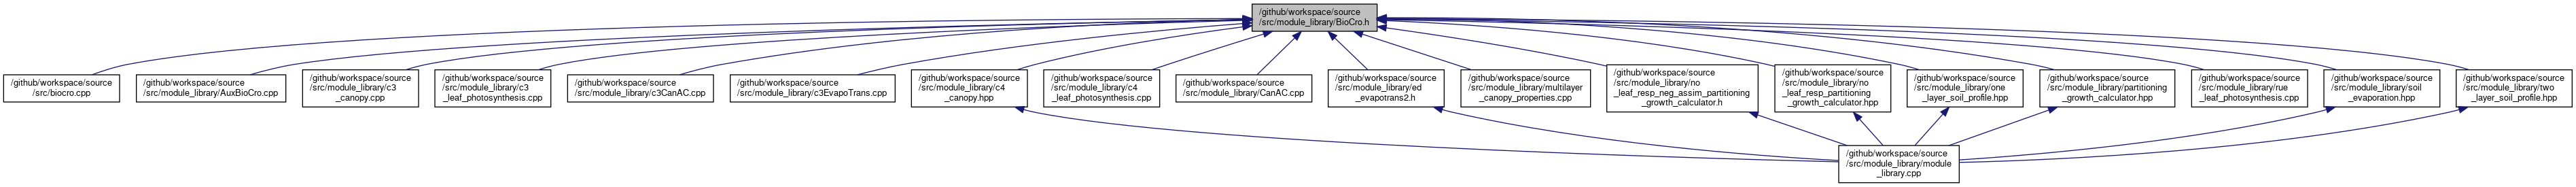 /github/workspace/source
/src/module_library/BioCro.h
/github/workspace/source
/src/biocro.cpp
/github/workspace/source
/src/module_library/AuxBioCro.cpp
/github/workspace/source
/src/module_library/c3
_canopy.cpp
/github/workspace/source
/src/module_library/c3
_leaf_photosynthesis.cpp
/github/workspace/source
/src/module_library/c3CanAC.cpp
/github/workspace/source
/src/module_library/c3EvapoTrans.cpp
/github/workspace/source
/src/module_library/c4
_canopy.hpp
/github/workspace/source
/src/module_library/c4
_leaf_photosynthesis.cpp
/github/workspace/source
/src/module_library/CanAC.cpp
/github/workspace/source
/src/module_library/ed
_evapotrans2.h
/github/workspace/source
/src/module_library/multilayer
_canopy_properties.cpp
/github/workspace/source
/src/module_library/no
_leaf_resp_neg_assim_partitioning
_growth_calculator.h
/github/workspace/source
/src/module_library/no
_leaf_resp_partitioning
_growth_calculator.hpp
/github/workspace/source
/src/module_library/one
_layer_soil_profile.hpp
/github/workspace/source
/src/module_library/partitioning
_growth_calculator.hpp
/github/workspace/source
/src/module_library/rue
_leaf_photosynthesis.cpp
/github/workspace/source
/src/module_library/soil
_evaporation.hpp
/github/workspace/source
/src/module_library/two
_layer_soil_profile.hpp
/github/workspace/source
/src/module_library/module
_library.cpp